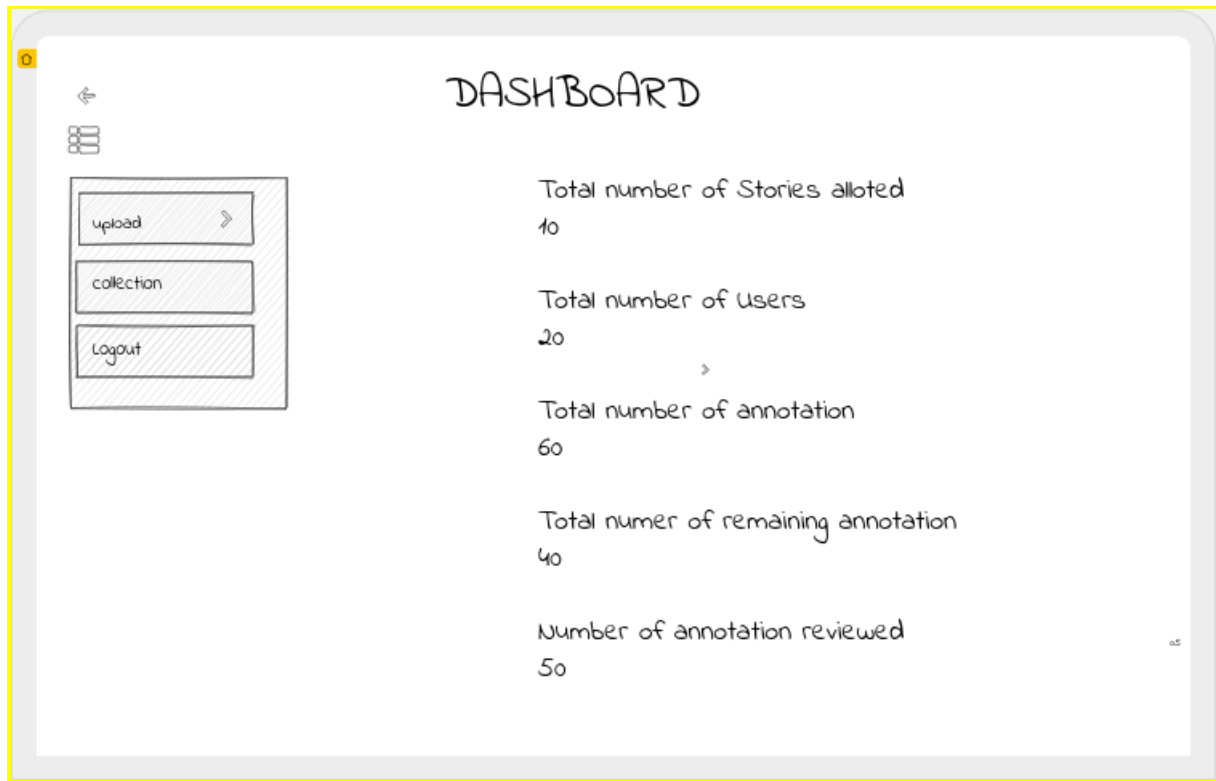 DASHBOARD
upload
collection
Logout
Total number of Stories alloted
10
Total number of Users
20
Total number of annotation
60
Total numer of remaining annotation
40
Number of annotation reviewed
50